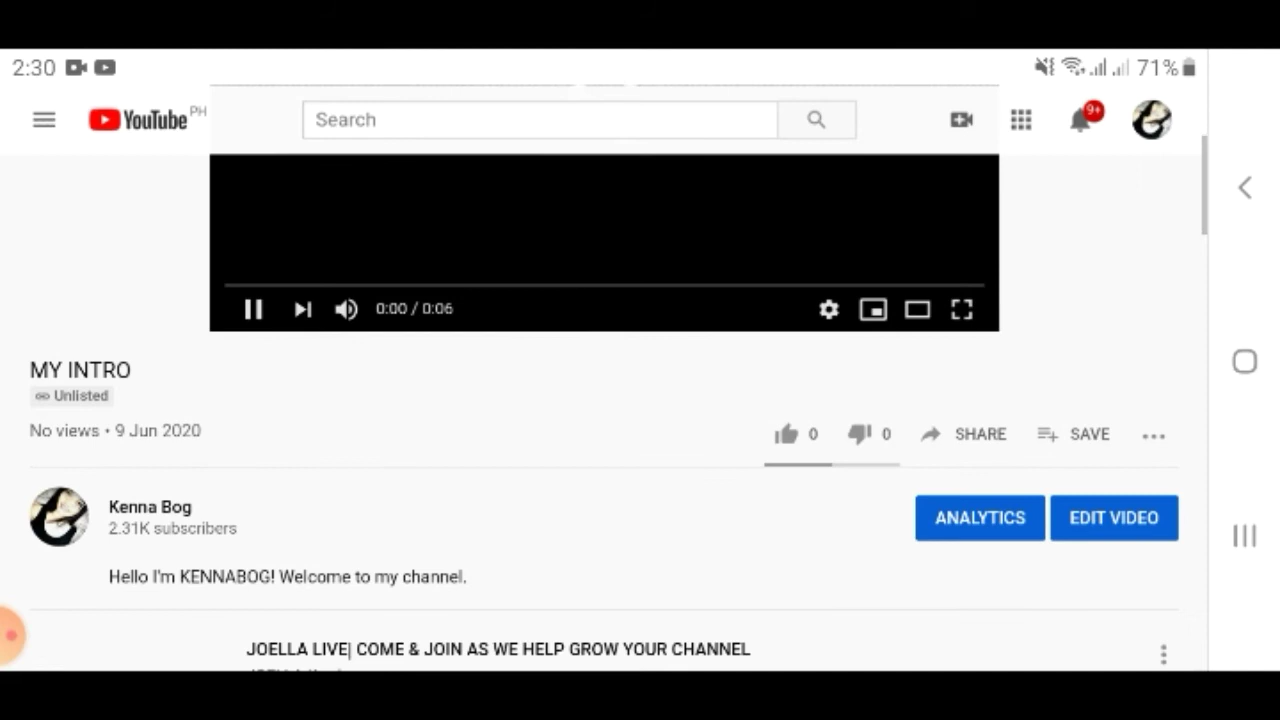 2:30
71%
YouTube PH
Search
9+
0:00 / 0:06
MY INTRO
Unlisted
No views • 9 Jun 2020
0
0
SHARE
SAVE
Kenna Bog
2.31K subscribers
ANALYTICS
EDIT VIDEO
Hello I'm KENNABOG! Welcome to my channel.
JOELLA LIVE| COME & JOIN AS WE HELP GROW YOUR CHANNEL